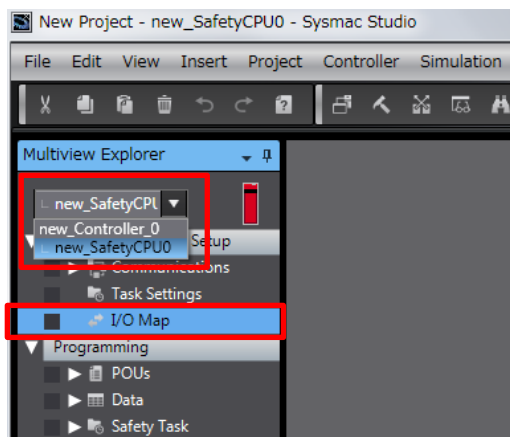 New Project - new_SafetyCPU0 - Sysmac Studio
File Edit View Insert Project Controller Simulation
Multiview Explorer
new_SafetyCPU
new_Controller_0
new_SafetyCPU0 Setup
Communications
Task Settings
I/O Map
Programming
POUs
Data
Safety Task